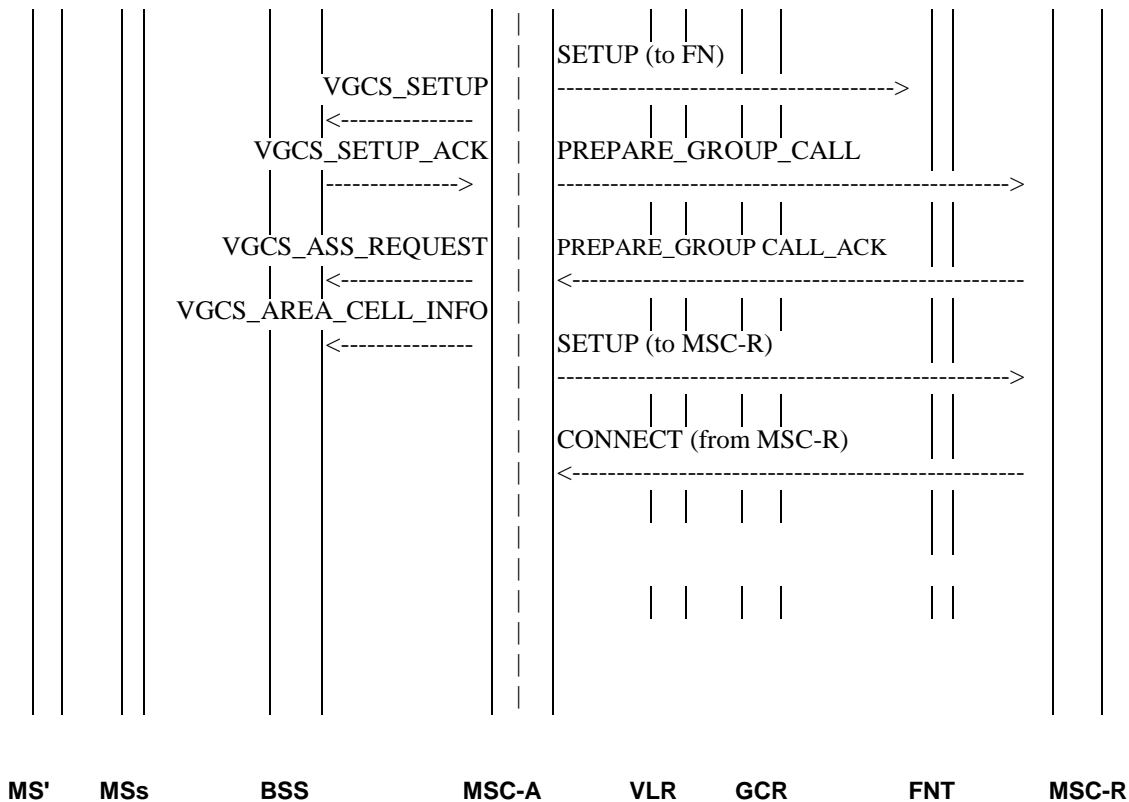 SETUP (to FN)
VGCS_SETUP
VGCS_SETUP_ACK PREPARE_GROUP_CALL
VGCS_ASS_REQUEST PREPARE_GROUP CALL_ACK
VGCS_AREA_CELL_INFO
SETUP (to MSC-R)
CONNECT (from MSC-R)
MS' MSs BSS MSC-A VLR GCR FNT MSC-R